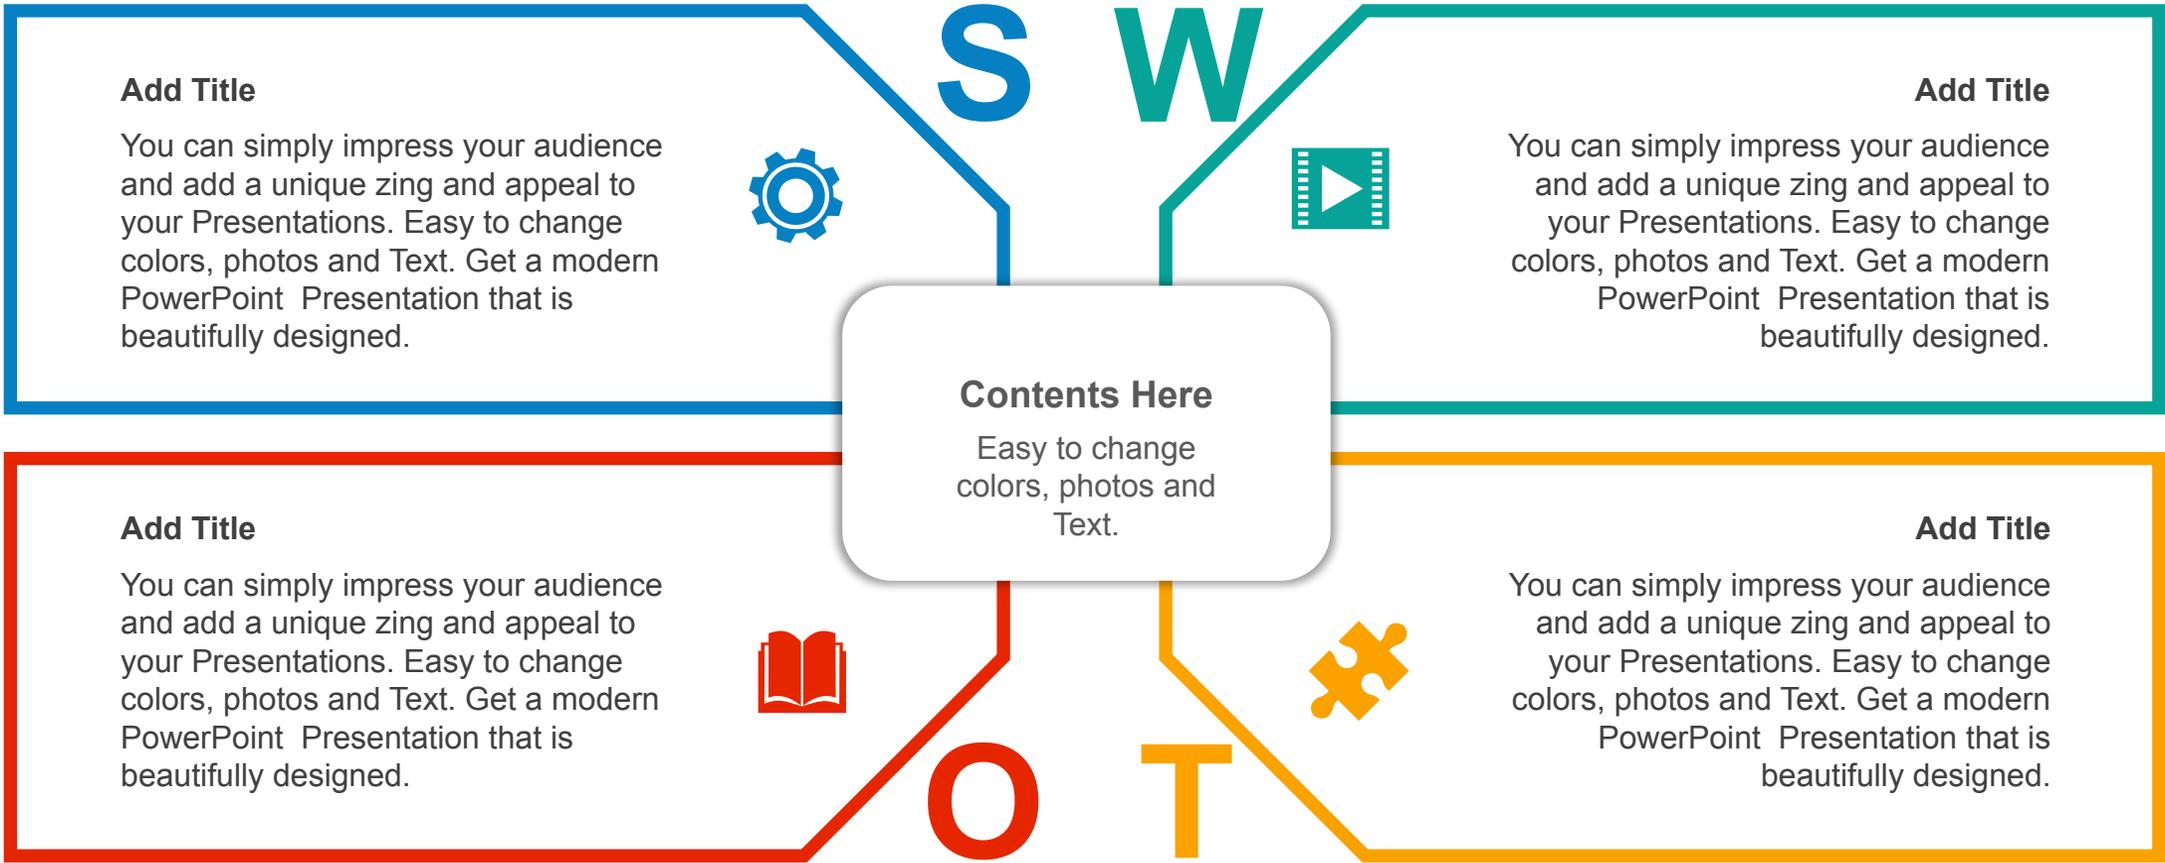 S
Add Title
You can simply impress your audience
and add a unique zing and appeal to
your Presentations. Easy to change
colors, photos and Text. Get a modern
PowerPoint  Presentation that is
beautifully designed.
W
Add Title
You can simply impress your audience
and add a unique zing and appeal to
your Presentations. Easy to change
colors, photos and Text. Get a modern
PowerPoint  Presentation that is
beautifully designed.
Contents Here
Easy to change
colors, photos and
Text.
Add Title
You can simply impress your audience
and add a unique zing and appeal to
your Presentations. Easy to change
colors, photos and Text. Get a modern
PowerPoint  Presentation that is
beautifully designed.
O
Add Title
You can simply impress your audience
and add a unique zing and appeal to
your Presentations. Easy to change
colors, photos and Text. Get a modern
PowerPoint  Presentation that is
beautifully designed.
T